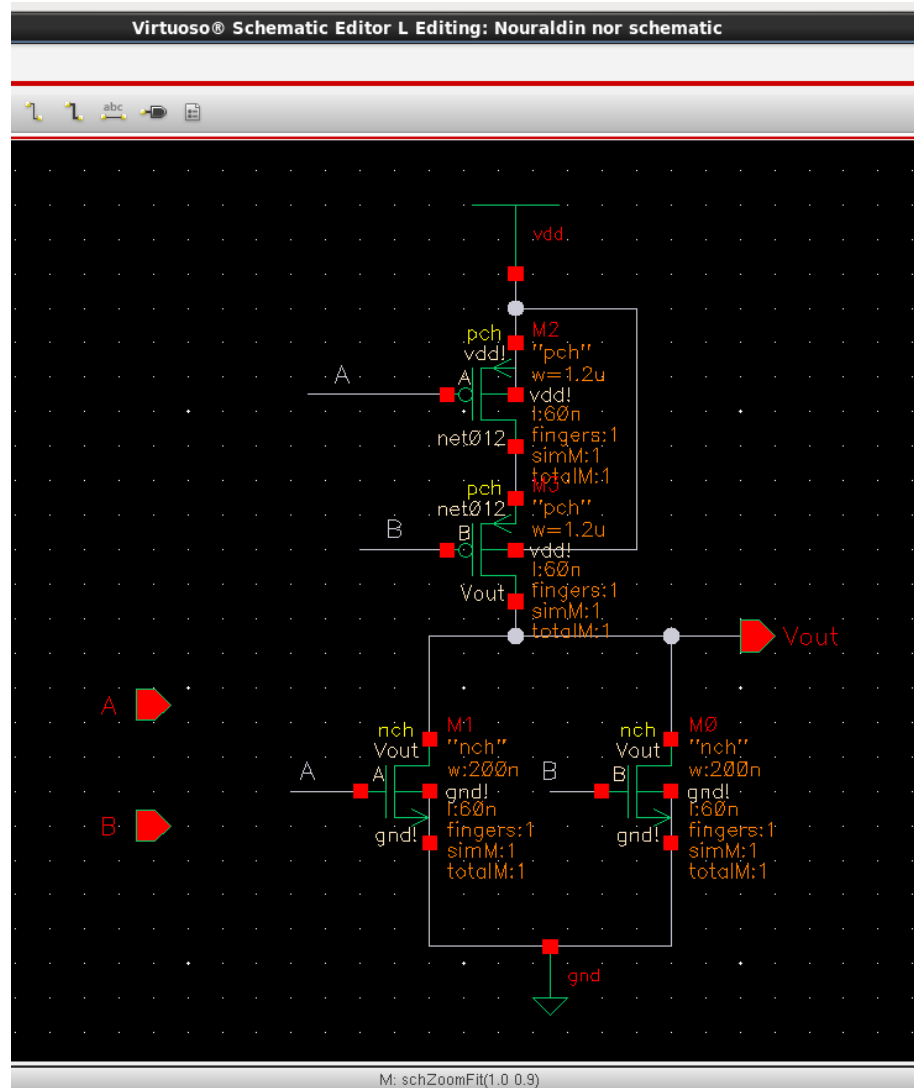 Virtuoso® Schematic Editor L Editing: Nouraldin nor schematic
abc
vdd
pch
vdd!
M2
"pch"
w=1.2u
A
A
vdd!
l:60n
fingers:1
simM:1
totalM:1
net012
pch
net012
M3
"pch"
w=1.2u
B
B
vdd!
l:60n
fingers:1
simM:1
totalM:1
Vout
Vout
A
B
nch
Vout
M1
"nch"
w:200n
A
A
gnd!
l:60n
fingers:1
simM:1
totalM:1
gnd!
nch
Vout
M0
"nch"
w:200n
B
B
gnd!
l:60n
fingers:1
simM:1
totalM:1
gnd!
gnd
M: schZoomFit(1.0 0.9)